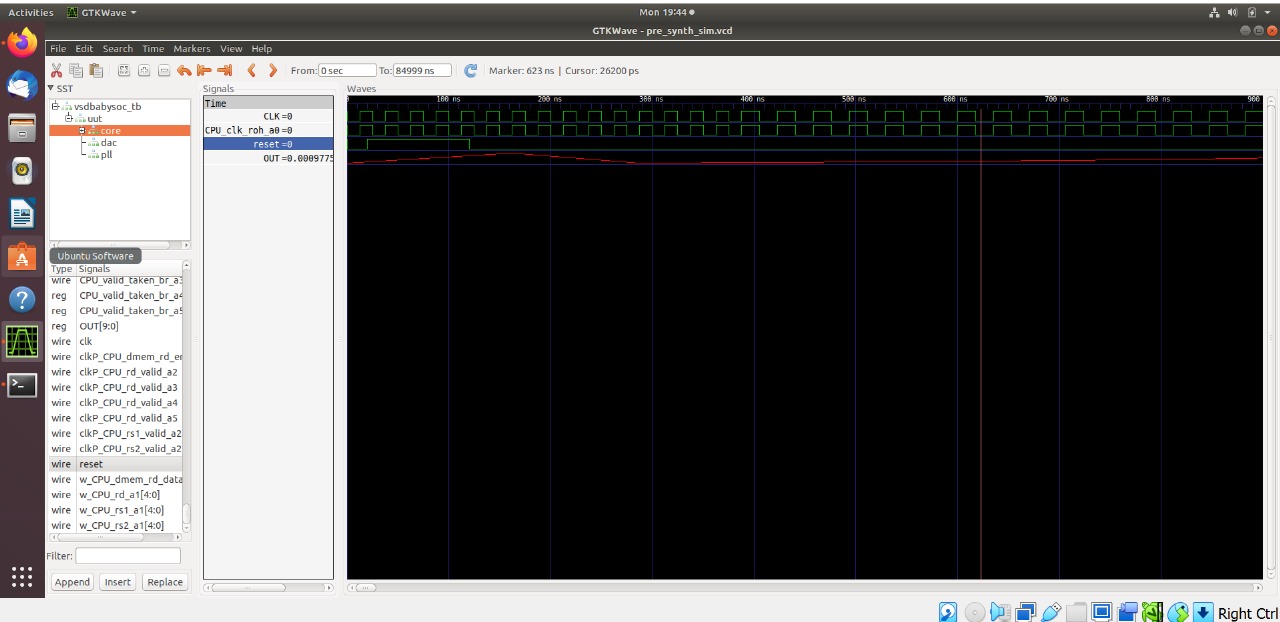 Activities GTKWave Mon 19:44
GTKWave - pre_synth_sim.vcd
File Edit Search Time Markers View Help
From: 0 sec To: 84999 ns Marker: 623 ns | Cursor: 26200 ps
SST
vsdbabysoc_tb
uut
core
dac
pll
Ubuntu Software
Type Signals
wire CPU_valid_taken_br_a3
reg CPU_valid_taken_br_a4
reg CPU_valid_taken_br_a5
reg OUT[9:0]
wire clk
wire clkP_CPU_dmem_rd_en
wire clkP_CPU_rd_valid_a2
wire clkP_CPU_rd_valid_a3
wire clkP_CPU_rd_valid_a4
wire clkP_CPU_rd_valid_a5
wire clkP_CPU_rs1_valid_a2
wire clkP_CPU_rs2_valid_a2
wire reset
wire w_CPU_dmem_rd_data
wire w_CPU_rd_a1[4:0]
wire w_CPU_rs1_a1[4:0]
wire w_CPU_rs2_a1[4:0]
Filter:
Append Insert Replace
Signals
Time
CLK=0
CPU_clk_roh_a0=0
reset=0
OUT=0.0009775
Waves
100 ns 200 ns 300 ns 400 ns 500 ns 600 ns 700 ns 800 ns 900
Right Ctrl